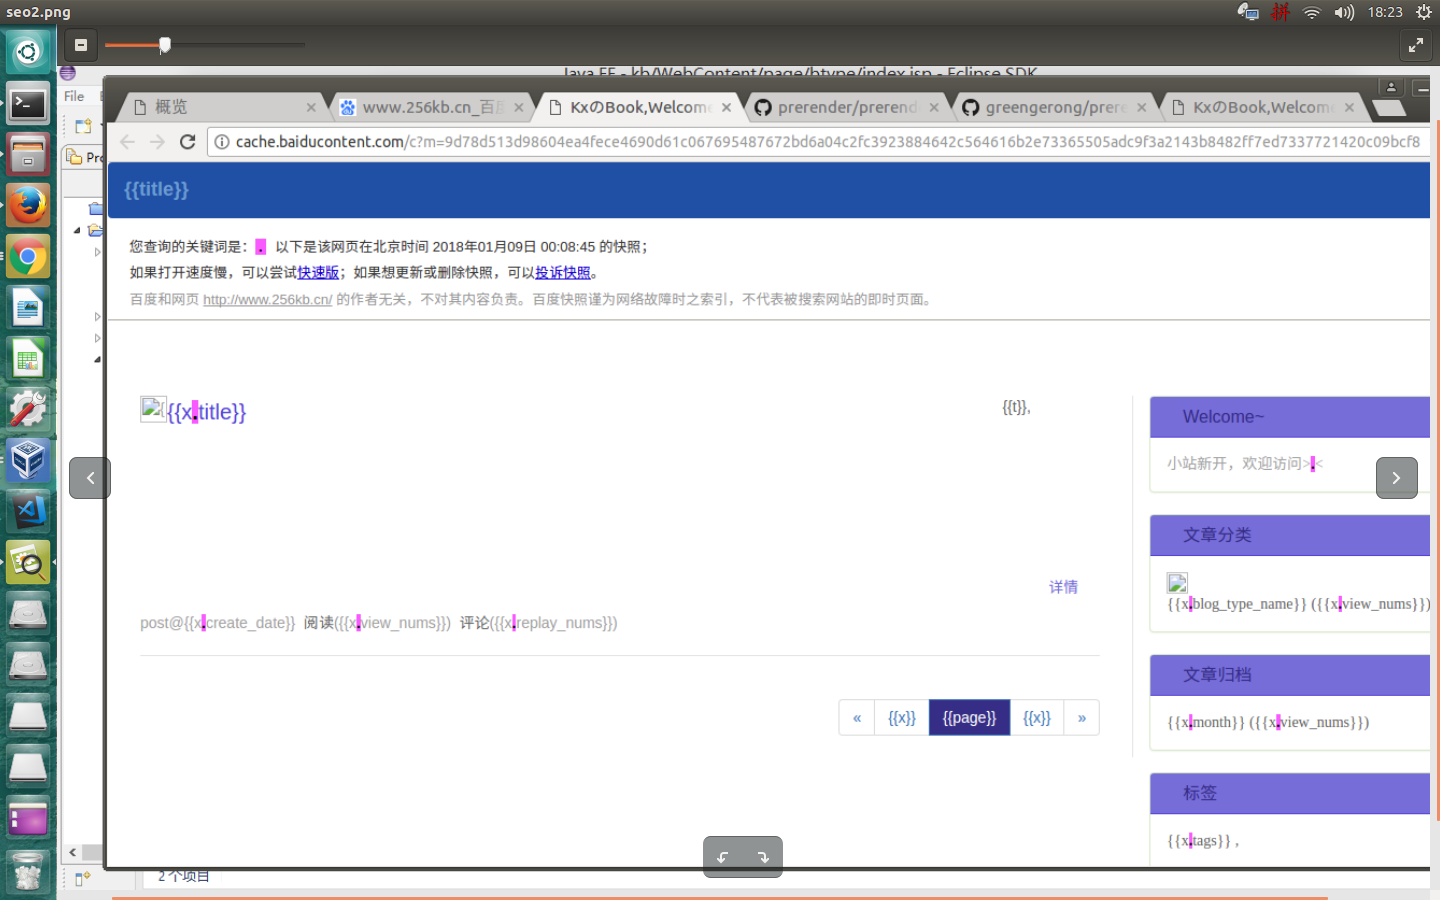 seo2.png
拼
18:23
Java EE - kb/WebContent/page/btype/index.jsp - Eclipse SDK
File
概览
www.256kb.cn_百度
KxのBook,Welcome
prerender/prerend
greengerong/prere
KxのBook,Welcome
cache.baiducontent.com/c?m=9d78d513d98604ea4fece4690d61c067695487672bd6a04c2fc3923884642c564616b2e73365505adc9f3a2143b8482ff7ed7337721420c09bcf8
Pro
{{title}}
您查询的关键词是：. 以下是该网页在北京时间 2018年01月09日 00:08:45 的快照；
如果打开速度慢，可以尝试快速版；如果想更新或删除快照，可以投诉快照。
百度和网页 http://www.256kb.cn/ 的作者无关，不对其内容负责。百度快照谨为网络故障时之索引，不代表被搜索网站的即时页面。
{{x.title}}
{{t}},
Welcome~
小站新开，欢迎访问>.<
文章分类
详情
{{x.blog_type_name}} ({{x.view_nums}})
post@{{x.create_date}} 阅读({{x.view_nums}}) 评论({{x.replay_nums}})
文章归档
« {{x}} {{page}} {{x}} »
{{x.month}} ({{x.view_nums}})
标签
{{x.tags}} ,
2 个项目